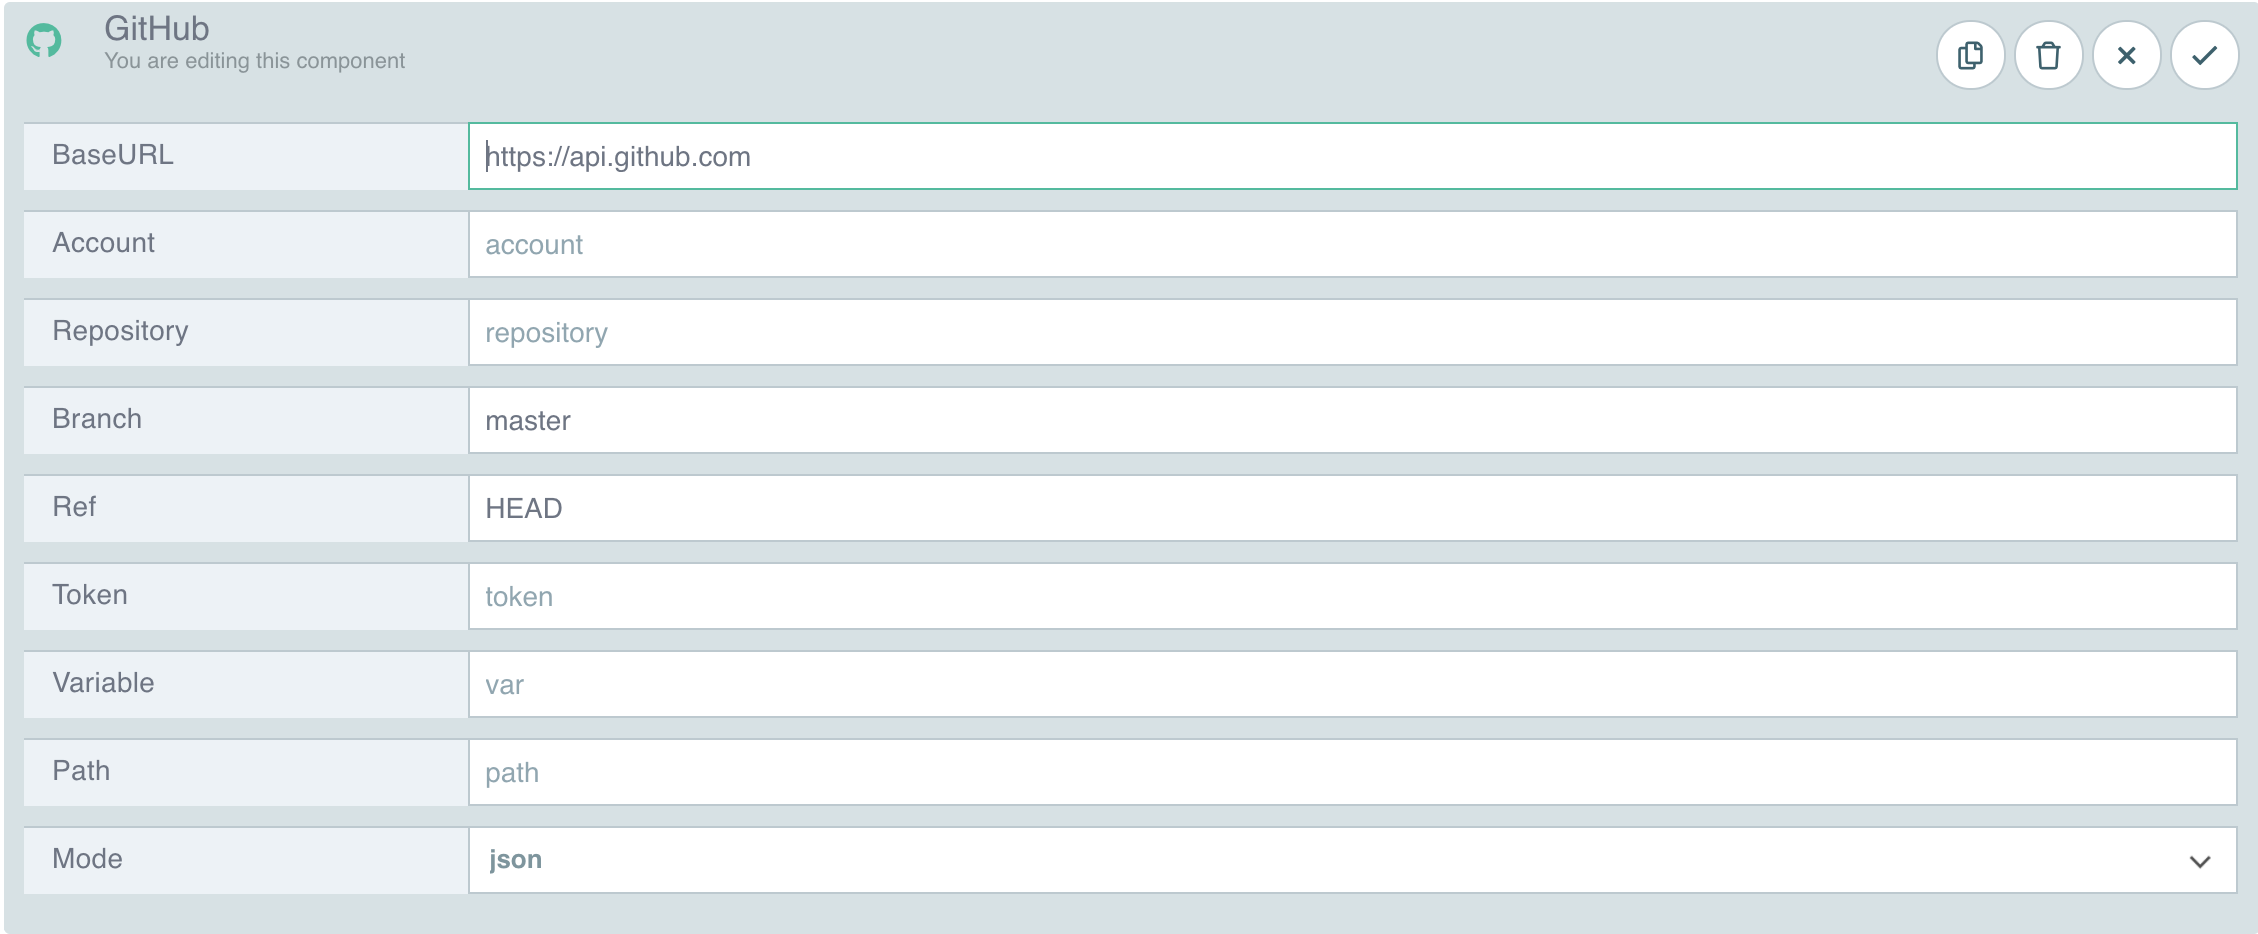 GitHub
You are editing this component
BaseURL
https://api.github.com
Account
account
Repository
repository
Branch
master
Ref
HEAD
Token
token
Variable
var
Path
path
Mode
json